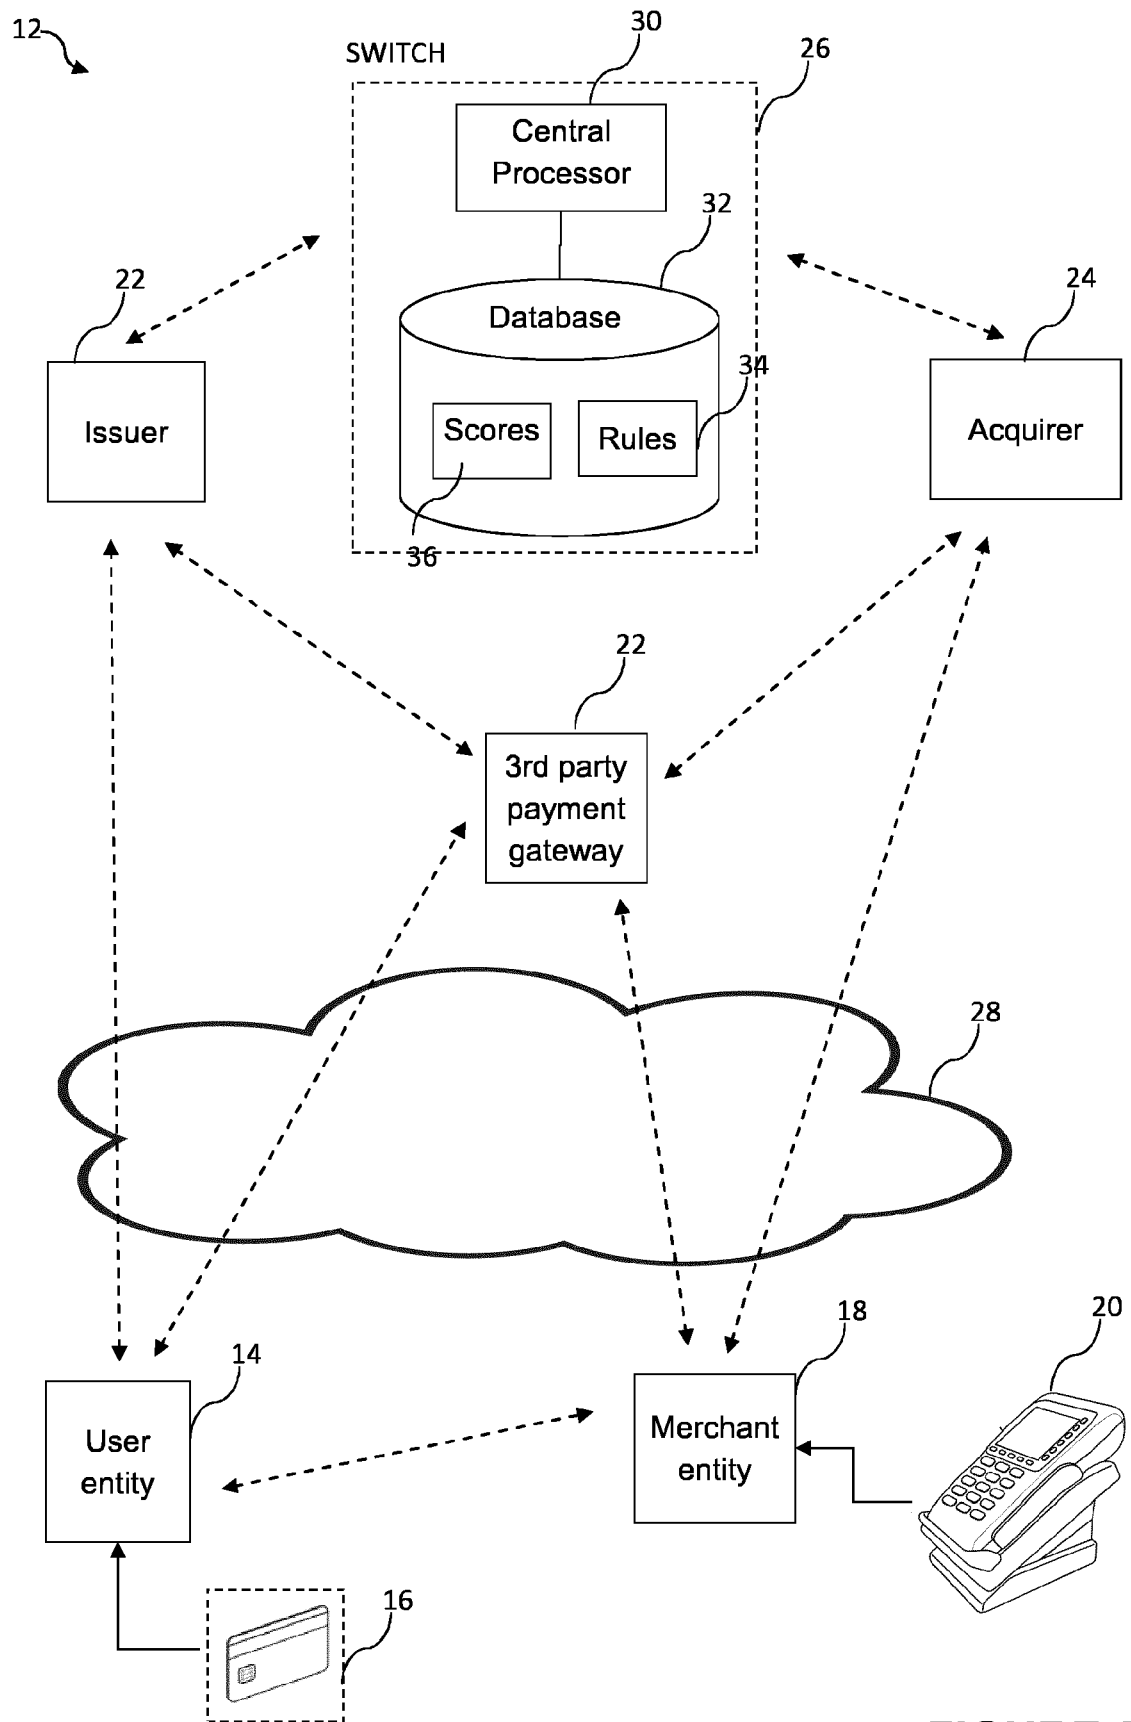 12
30
SWITCH
26
Central
Processor
32
22
24
Database
34
Issuer
Scores
Rules
Acquirer
36
22
3rd party
payment
gateway
28
20
18
14
User
entity
Merchant
entity
16